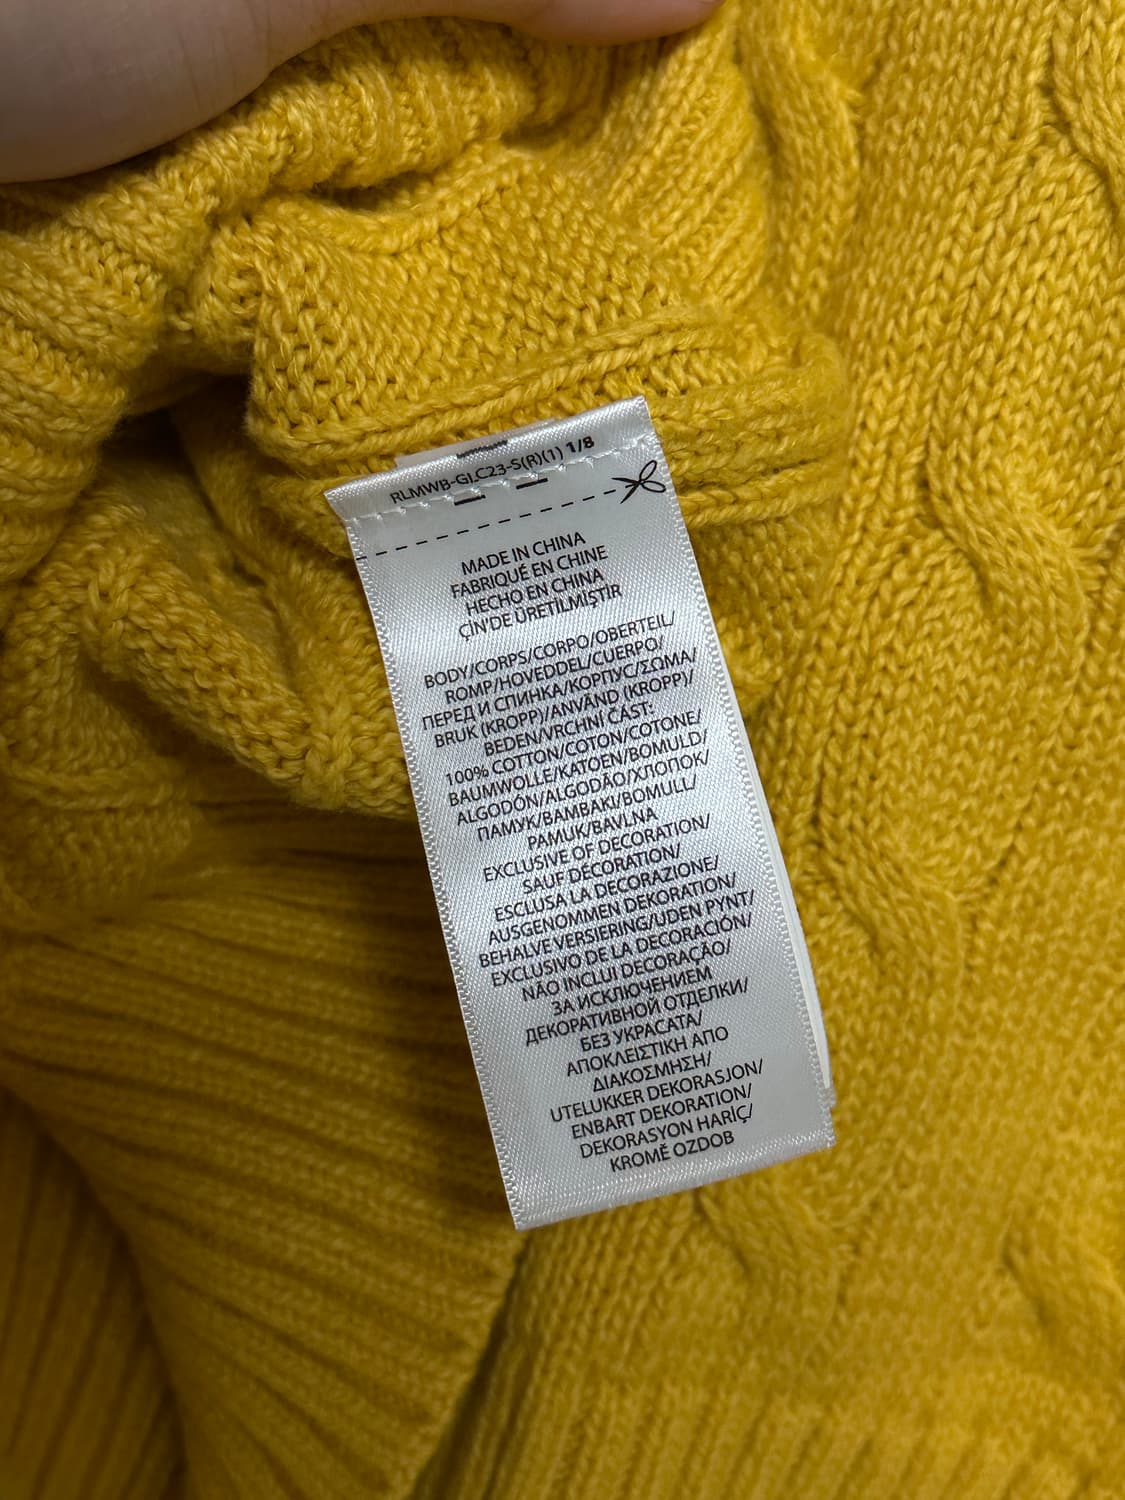 RLMWB-GLC23-S(R)(1) 1/8
MADE IN CHINA
FABRIQUÉ EN CHINE
HECHO EN CHINA
ÇİN'DE ÜRETİLMİŞTİR
BODY/CORPS/CORPO/OBERTEIL/
ROMP/HOVEDDEL/CUERPO/
ПЕРЕД И СПИНКА/КОРПУС/ΣΩΜΑ/
BRUK (KROPP)/ANVÄND (KROPP)/
BEDEN/VRCHNÍ ČÁST:
100% COTTON/COTON/COTONE/
BAUMWOLLE/KATOEN/BOMULD/
ALGODÓN/ALGODÃO/ХЛОПОК/
ПАМУК/ΒΑΜΒΑΚΙ/BOMULL/
PAMUK/BAVLNA
EXCLUSIVE OF DECORATION/
SAUF DÉCORATION/
ESCLUSA LA DECORAZIONE/
AUSGENOMMEN DEKORATION/
BEHALVE VERSIERING/UDEN PYNT/
EXCLUSIVO DE LA DECORACIÓN/
NÃO INCLUI DECORAÇÃO/
ЗА ИСКЛЮЧЕНИЕМ
ДЕКОРАТИВНОЙ ОТДЕЛКИ/
БЕЗ УКРАСАТА/
ΑΠΟΚΛΕΙΣΤΙΚΗ ΑΠΟ
ΔΙΑΚΟΣΜΗΣΗ/
UTELUKKER DEKORASJON/
ENBART DEKORATION/
DEKORASYON HARİÇ/
KROMĚ OZDOB